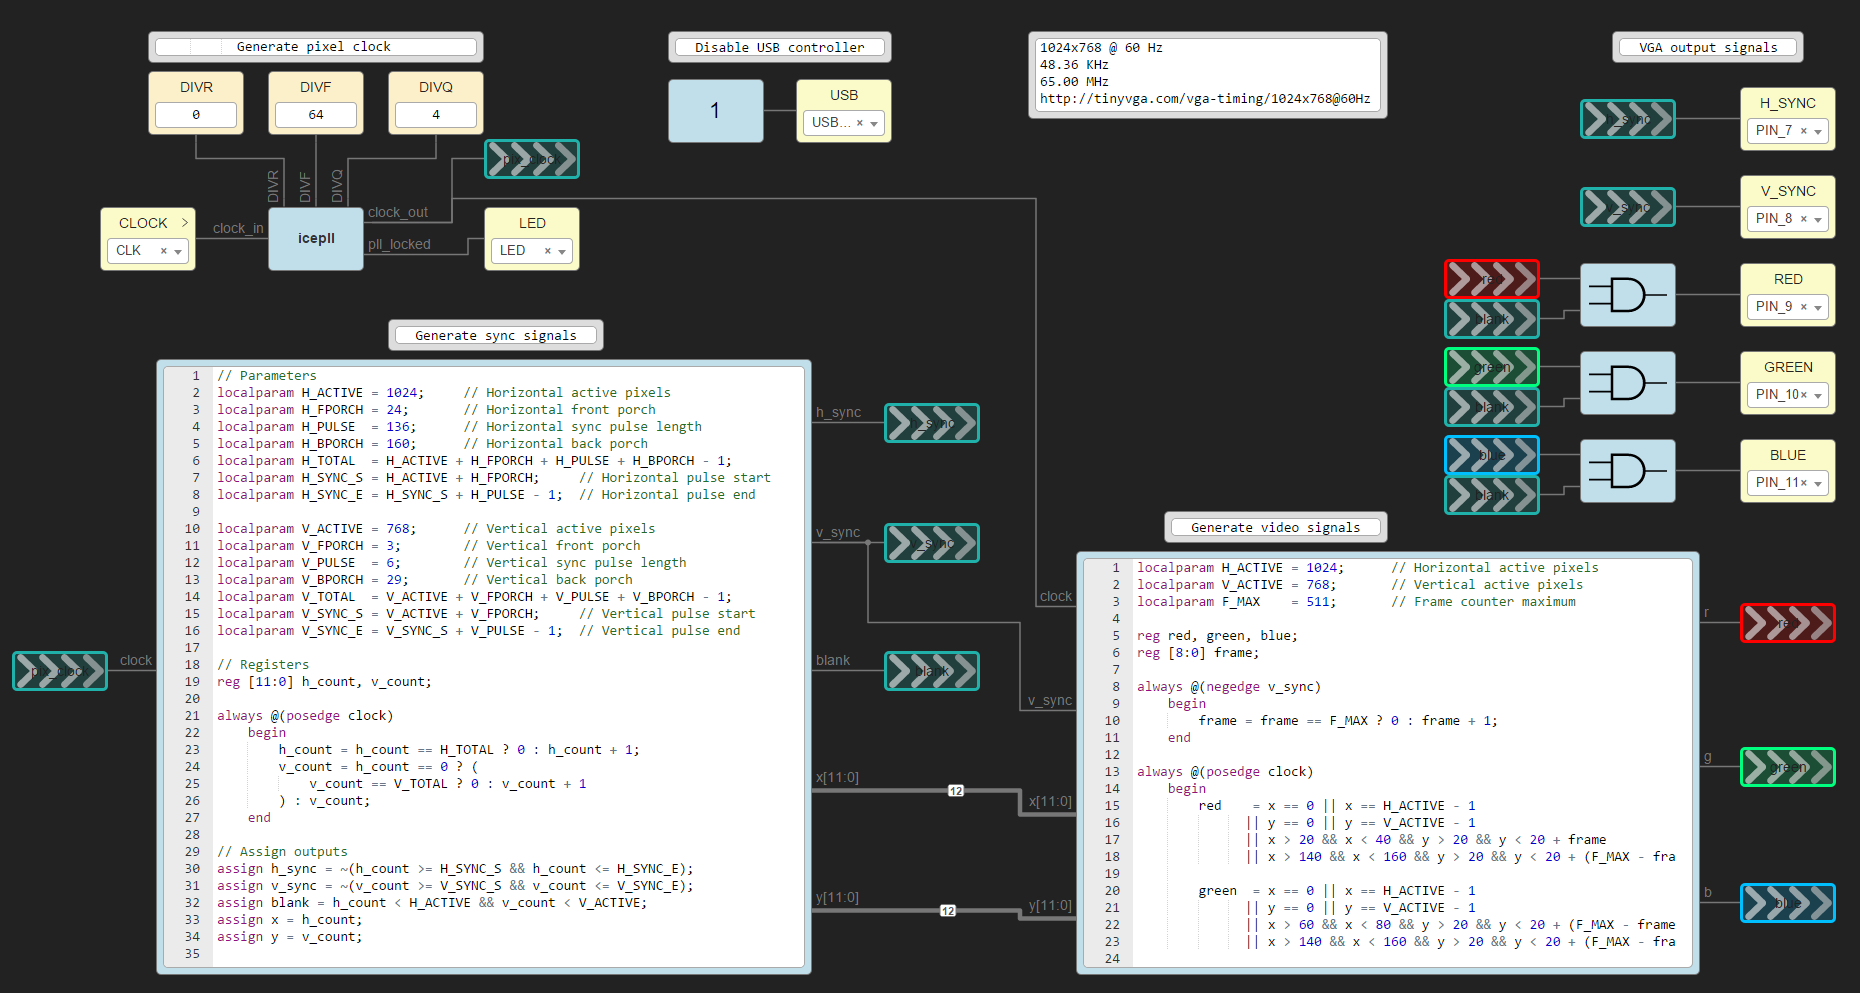 Generate pixel clock
DIVR
0
DIVF
64
DIVQ
4
pix_clock
DIVR
DIVF
DIVQ
CLOCK >
CLK × ▾
clock_in
icepll
clock_out
pll_locked
LED
LED × ▾
Disable USB controller
1
USB
USB... × ▾
1024x768 @ 60 Hz
48.36 KHz
65.00 MHz
http://tinyvga.com/vga-timing/1024x768@60Hz
VGA output signals
h_sync
H_SYNC
PIN_7 × ▾
v_sync
V_SYNC
PIN_8 × ▾
red
blank
RED
PIN_9 × ▾
green
blank
GREEN
PIN_10× ▾
blue
blank
BLUE
PIN_11× ▾
Generate sync signals
pix_clock
clock
1 // Parameters
2 localparam H_ACTIVE = 1024; // Horizontal active pixels
3 localparam H_FPORCH = 24; // Horizontal front porch
4 localparam H_PULSE = 136; // Horizontal sync pulse length
5 localparam H_BPORCH = 160; // Horizontal back porch
6 localparam H_TOTAL = H_ACTIVE + H_FPORCH + H_PULSE + H_BPORCH - 1;
7 localparam H_SYNC_S = H_ACTIVE + H_FPORCH; // Horizontal pulse start
8 localparam H_SYNC_E = H_SYNC_S + H_PULSE - 1; // Horizontal pulse end
9
10 localparam V_ACTIVE = 768; // Vertical active pixels
11 localparam V_FPORCH = 3; // Vertical front porch
12 localparam V_PULSE = 6; // Vertical sync pulse length
13 localparam V_BPORCH = 29; // Vertical back porch
14 localparam V_TOTAL = V_ACTIVE + V_FPORCH + V_PULSE + V_BPORCH - 1;
15 localparam V_SYNC_S = V_ACTIVE + V_FPORCH; // Vertical pulse start
16 localparam V_SYNC_E = V_SYNC_S + V_PULSE - 1; // Vertical pulse end
17
18 // Registers
19 reg [11:0] h_count, v_count;
20
21 always @(posedge clock)
22 begin
23 h_count = h_count == H_TOTAL ? 0 : h_count + 1;
24 v_count = h_count == 0 ? (
25 v_count == V_TOTAL ? 0 : v_count + 1
26 ) : v_count;
27 end
28
29 // Assign outputs
30 assign h_sync = ~(h_count >= H_SYNC_S && h_count <= H_SYNC_E);
31 assign v_sync = ~(v_count >= V_SYNC_S && v_count <= V_SYNC_E);
32 assign blank = h_count < H_ACTIVE && v_count < V_ACTIVE;
33 assign x = h_count;
34 assign y = v_count;
35
h_sync
h_sync
v_sync
v_sync
blank
blank
x[11:0]
12
y[11:0]
12
Generate video signals
clock
v_sync
x[11:0]
y[11:0]
1 localparam H_ACTIVE = 1024; // Horizontal active pixels
2 localparam V_ACTIVE = 768; // Vertical active pixels
3 localparam F_MAX = 511; // Frame counter maximum
4
5 reg red, green, blue;
6 reg [8:0] frame;
7
8 always @(negedge v_sync)
9 begin
10 frame = frame == F_MAX ? 0 : frame + 1;
11 end
12
13 always @(posedge clock)
14 begin
15 red = x == 0 || x == H_ACTIVE - 1
16 || y == 0 || y == V_ACTIVE - 1
17 || x > 20 && x < 40 && y > 20 && y < 20 + frame
18 || x > 140 && x < 160 && y > 20 && y < 20 + (F_MAX - fra
19
20 green = x == 0 || x == H_ACTIVE - 1
21 || y == 0 || y == V_ACTIVE - 1
22 || x > 60 && x < 80 && y > 20 && y < 20 + (F_MAX - frame
23 || x > 140 && x < 160 && y > 20 && y < 20 + (F_MAX - fra
24
r
red
g
green
b
blue